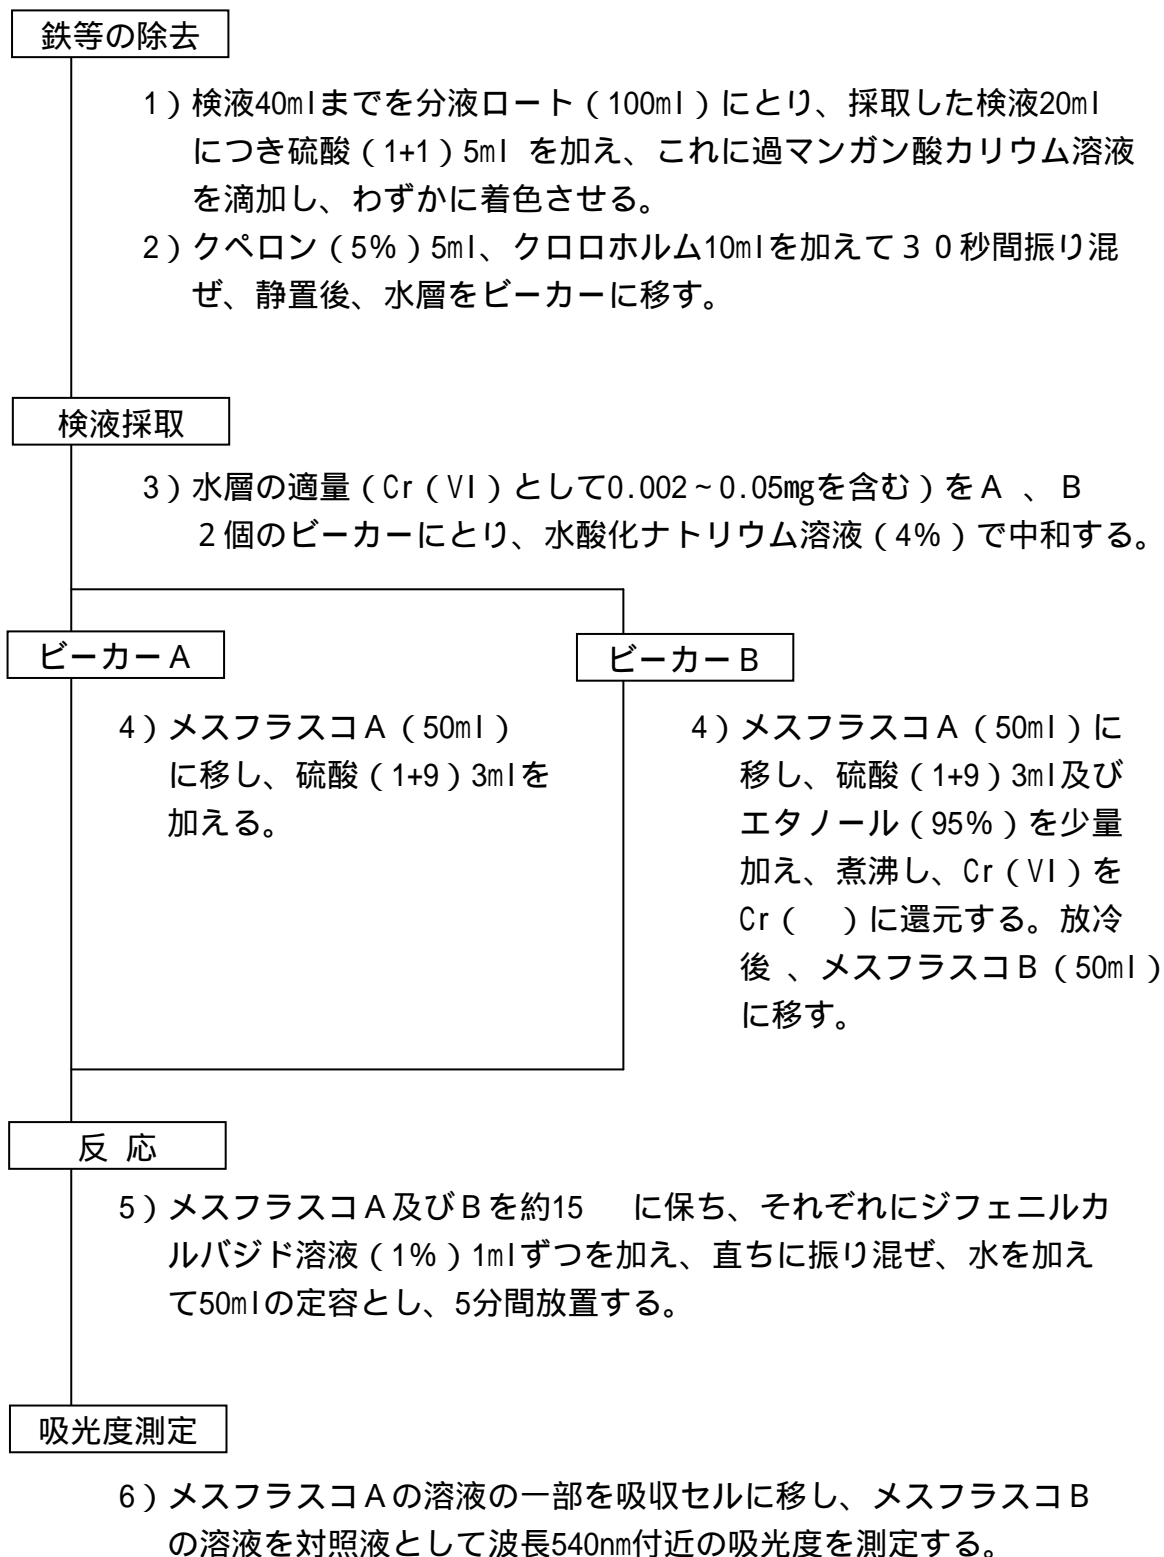 鉄等の除去
1）検液40mlまでを分液ロート（100ml）にとり、採取した検液20ml
につき硫酸（1+1）5ml を加え、これに過マンガン酸カリウム溶液
を滴加し、わずかに着色させる。
2）クペロン（5％）5ml、クロロホルム10mlを加えて３０秒間振り混
ぜ、静置後、水層をビーカーに移す。
検液採取
3）水層の適量（Cr（VI）として0.002~0.05㎎を含む）をＡ 、Ｂ
２個のビーカーにとり、水酸化ナトリウム溶液（4％）で中和する。
ビーカーＡ
4）メスフラスコＡ（50ml）
に移し、硫酸（1+9）3mlを
加える。
ビーカーＢ
4）メスフラスコＡ（50ml）に
移し、硫酸（1+9）3ml及び
エタノール（95％）を少量
加え、煮沸し、Cr（VI）を
Cr（　）に還元する。放冷
後 、メスフラスコＢ（50ml）
に移す。
反 応
5）メスフラスコＡ及びＢを約15　に保ち、それぞれにジフェニルカ
ルバジド溶液（1％）1mlずつを加え、直ちに振り混ぜ、水を加え
て50mlの定容とし、5分間放置する。
吸光度測定
6）メスフラスコＡの溶液の一部を吸収セルに移し、メスフラスコＢ
の溶液を対照液として波長540㎚付近の吸光度を測定する。